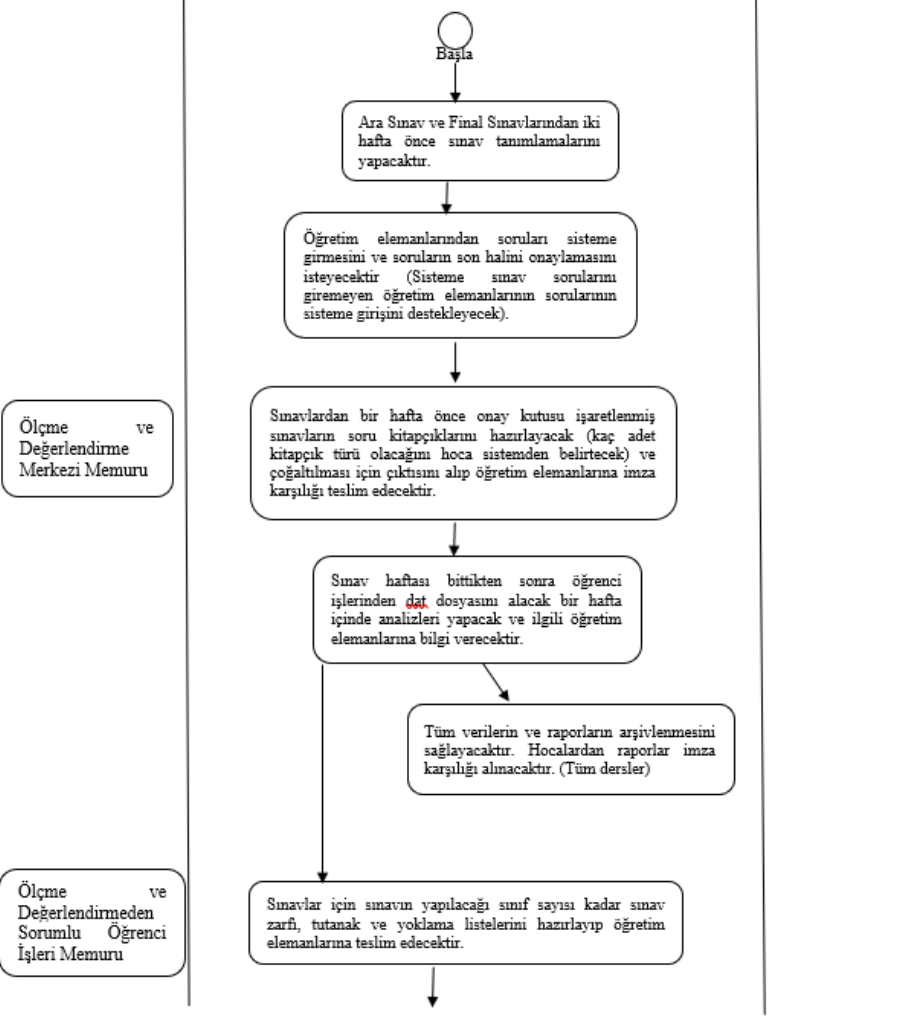 Başla
Ara Sınav ve Final Sınavlarından iki
hafta önce sınav tanımlamalarını
yapacaktır.
Öğretim elemanlarından soruları sisteme
girmesini ve soruların son halini onaylamasını
isteyecektir (Sisteme sınav sorularını
giremeyen öğretim elemanlarının sorularının
sisteme girişini destekleyecek).
Ölçme ve
Değerlendirme
Merkezi Memuru
Sınavlardan bir hafta önce onay kutusu işaretlenmiş
sınavların soru kitapçıklarını hazırlayacak (kaç adet
kitapçık türü olacağını hoca sistemden belirtecek) ve
çoğaltılması için çıktısını alıp öğretim elemanlarına imza
karşılığı teslim edecektir.
Sınav haftası bittikten sonra öğrenci
işlerinden dat dosyasını alacak bir hafta
içinde analizleri yapacak ve ilgili öğretim
elemanlarına bilgi verecektir.
Tüm verilerin ve raporların arşivlenmesini
sağlayacaktır. Hocalardan raporlar imza
karşılığı alınacaktır. (Tüm dersler)
Ölçme ve
Değerlendirmeden
Sorumlu Öğrenci
İşleri Memuru
Sınavlar için sınavın yapılacağı sınıf sayısı kadar sınav
zarfı, tutanak ve yoklama listelerini hazırlayıp öğretim
elemanlarına teslim edecektir.